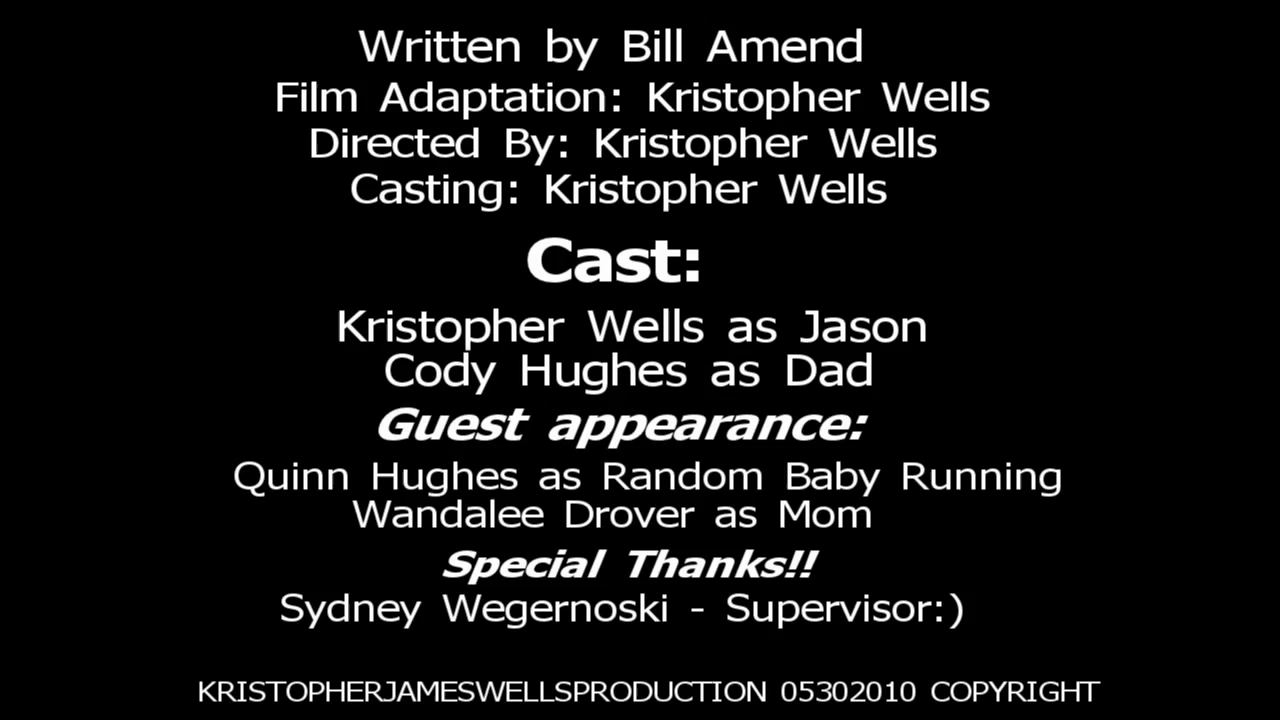 Written by Bill Amend
Film Adaptation: Kristopher Wells
Directed By: Kristopher Wells
Casting: Kristopher Wells
Cast:
Kristopher Wells as Jason
Cody Hughes as Dad
Guest appearance:
Quinn Hughes as Random Baby Running
Wandalee Drover as Mom
Special Thanks!!
Sydney Wegernoski - Supervisor:)
KRISTOPHERJAMESWELLSPRODUCTION 05302010 COPYRIGHT